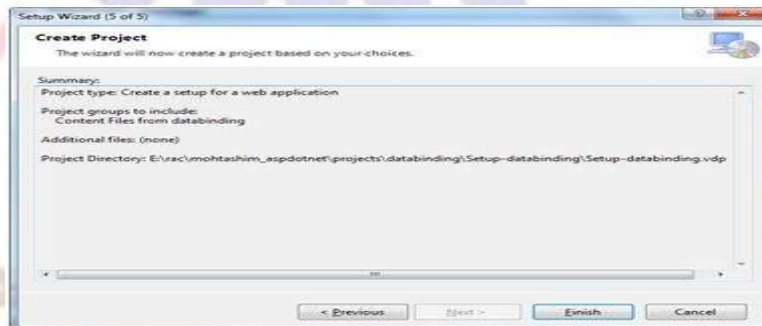 Setup Wizard (5 of 5)
Create Project
The wizard will now create a project based on your choices.
Summary:
Project type: Create a setup for a web application
Project groups to include:
Content Files from databinding
Additional files: (none)
Project Directory: E:\rac\mohtashim_aspdotnet\projects\databinding\Setup-databinding\Setup-databinding.vdp
< Previous
Next >
Finish
Cancel